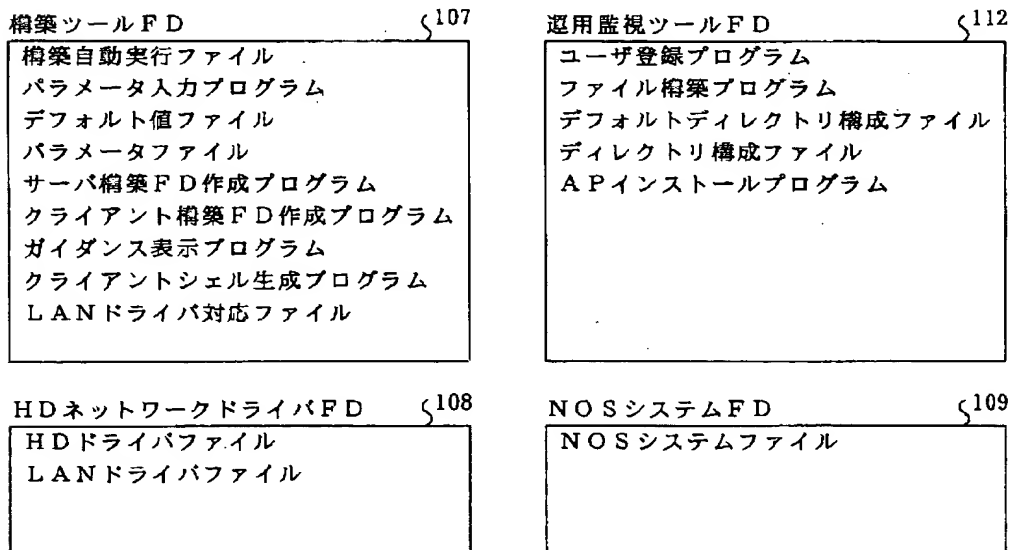 構築ツールFD 107
構築自動実行ファイル
パラメータ入力プログラム
デフォルト値ファイル
パラメータファイル
サーバ構築FD作成プログラム
クライアント構築FD作成プログラム
ガイダンス表示プログラム
クライアントシェル生成プログラム
LANドライバ対応ファイル
運用監視ツールFD 112
ユーザ登録プログラム
ファイル構築プログラム
デフォルトディレクトリ構成ファイル
ディレクトリ構成ファイル
APインストールプログラム
HDネットワークドライバFD 108
HDドライバファイル
LANドライバファイル
NOSシステムFD 109
NOSシステムファイル